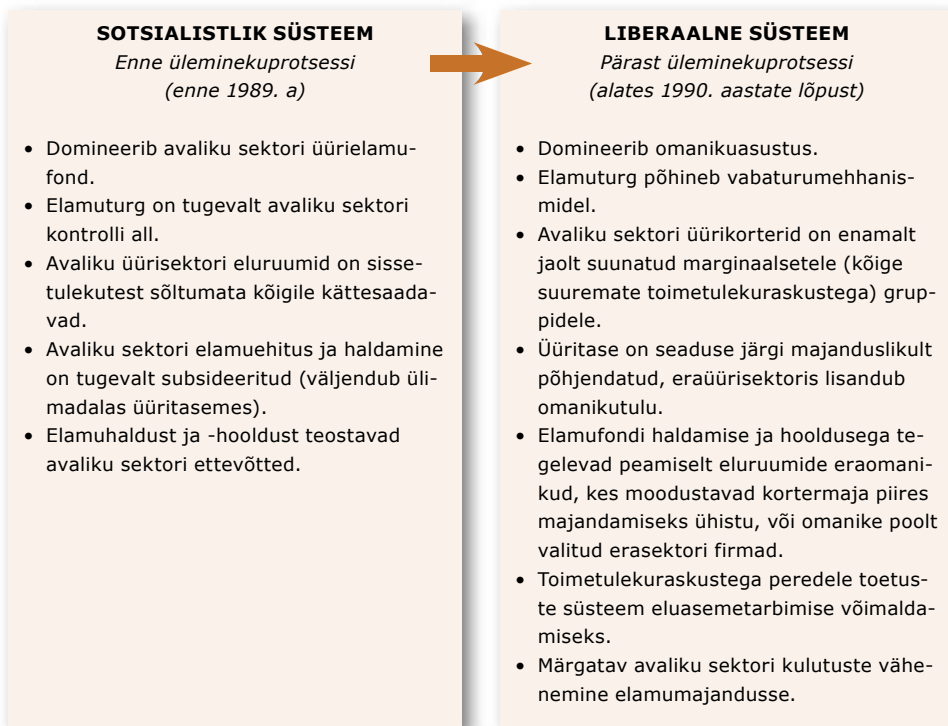 SOTSIALISTLIK SÜSTEEM
Enne üleminekuprotsessi
(enne 1989. a)
• Domineerib avaliku sektori üürielamu-
fond.
• Elamuturg on tugevalt avaliku sektori
kontrolli all.
• Avaliku üürisektori eluruumid on sisse-
tulekutest sõltumata kõigile kättesaada-
vad.
• Avaliku sektori elamuehitus ja haldamine
on tugevalt subsideeritud (väljendub üli-
madalas üüritasemes).
• Elamuhaldust ja -hooldust teostavad
avaliku sektori ettevõtted.
LIBERAALNE SÜSTEEM
Pärast üleminekuprotsessi
(alates 1990. aastate lõpust)
• Domineerib omanikuasustus.
• Elamuturg põhineb vabaturumehhanis-
midel.
• Avaliku sektori üürikorterid on enamalt
jaolt suunatud marginaalsetele (kõige
suuremate toimetulekuraskustega) grup-
pidele.
• Üüritase on seaduse järgi majanduslikult
põhjendatud, eraüürisektoris lisandub
omanikutulu.
• Elamufondi haldamise ja hooldusega te-
gelevad peamiselt eluruumide eraomani-
kud, kes moodustavad kortermaja piires
majandamiseks ühistu, või omanike poolt
valitud erasektori firmad.
• Toimetulekuraskustega peredele toetus-
te süsteem eluasemetarbimise võimalda-
miseks.
• Märgatav avaliku sektori kulutuste vähe-
nemine elamumajandusse.